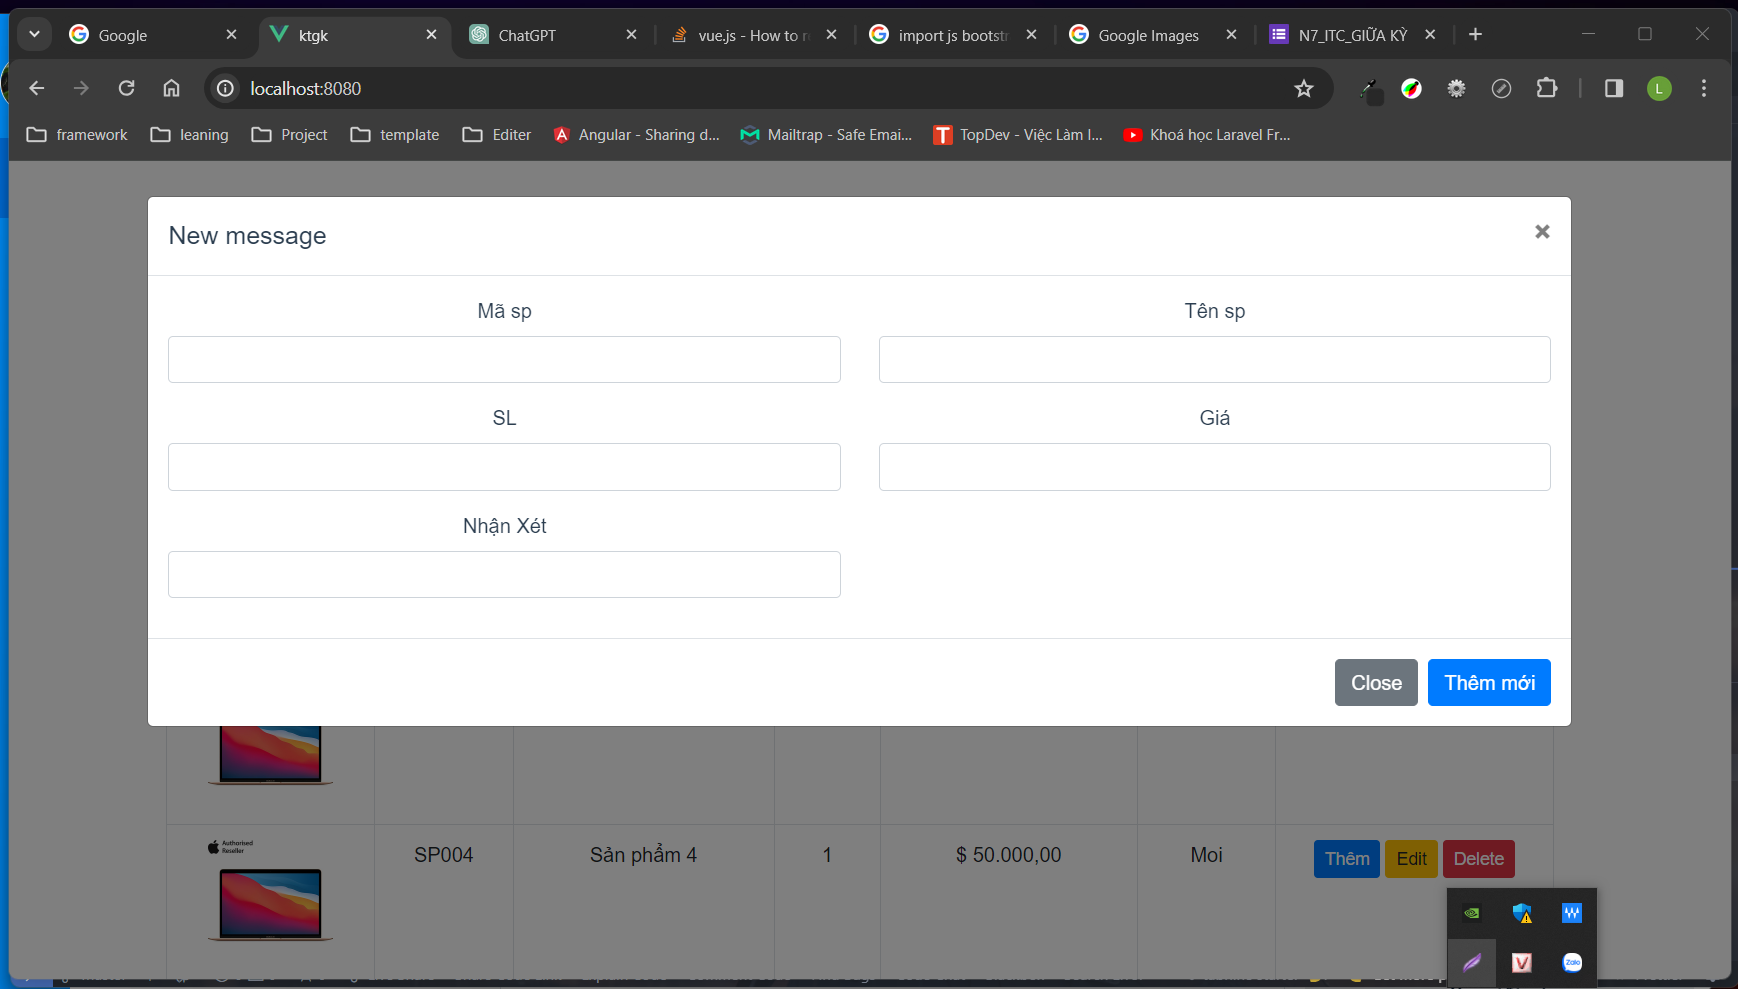 Google
ktgk
ChatGPT
vue.js - How to r
import js bootstr
Google Images
N7_ITC_GIỮA KỲ
localhost:8080
L
framework
leaning
Project
template
Editer
Angular - Sharing d...
Mailtrap - Safe Emai...
TopDev - Việc Làm I...
Khoá học Laravel Fr...
New message
Mã sp
Tên sp
SL
Giá
Nhận Xét
Close
Thêm mới
Authorised
Reseller
SP004
Sản phẩm 4
1
$ 50.000,00
Moi
Thêm
Edit
Delete
Zalo